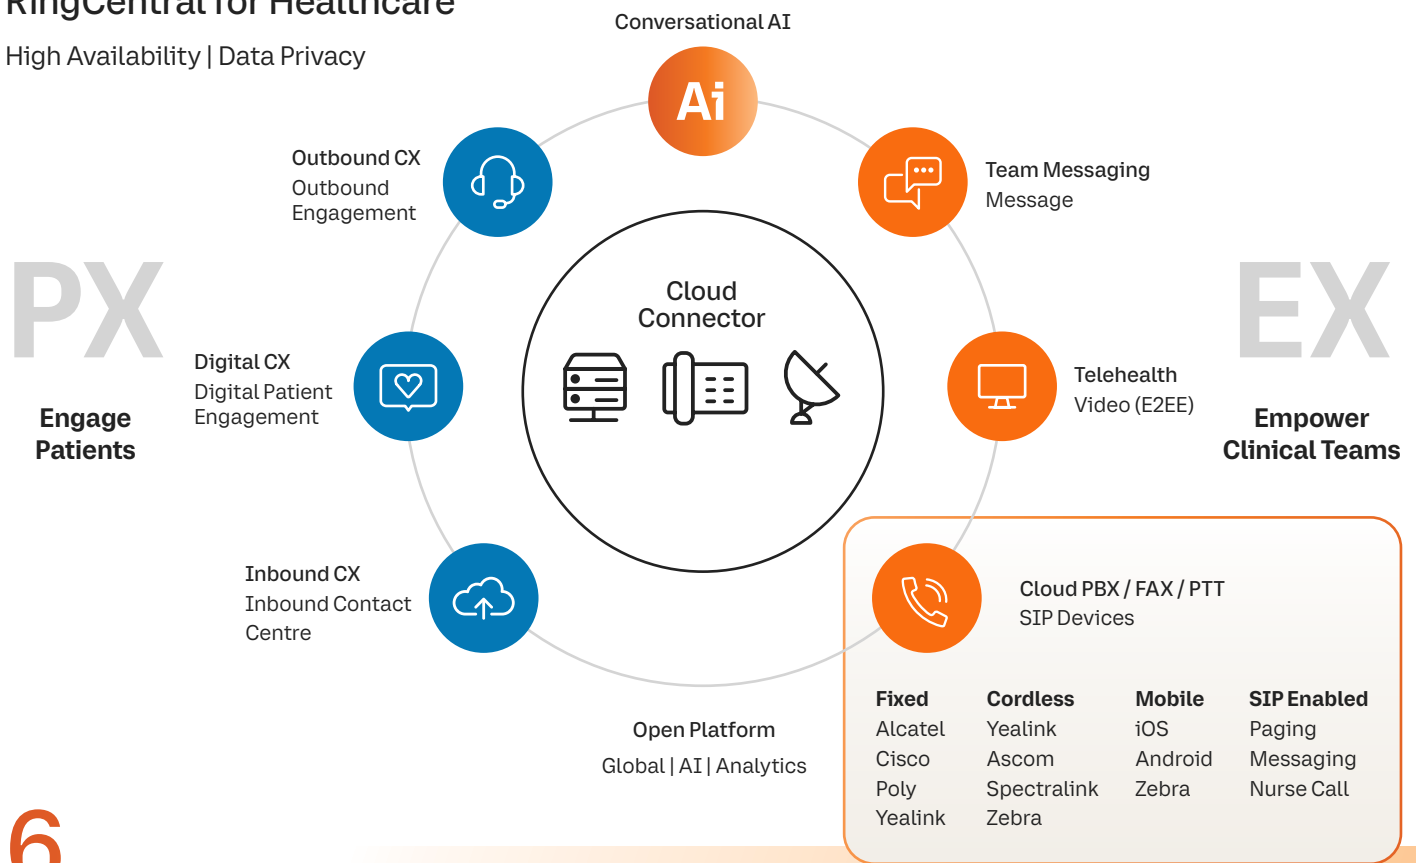 RingCentral for Healthcare
High Availability | Data Privacy
Conversational AI
Ai
Outbound CX
Outbound
Engagement
Team Messaging
Message
PX
Engage
Patients
Digital CX
Digital Patient
Engagement
Cloud
Connector
Telehealth
Video (E2EE)
EX
Empower
Clinical Teams
Inbound CX
Inbound Contact
Centre
Cloud PBX / FAX / PTT
SIP Devices
Fixed
Alcatel
Cisco
Poly
Yealink
Cordless
Yealink
Ascom
Spectralink
Zebra
Mobile
iOS
Android
Zebra
SIP Enabled
Paging
Messaging
Nurse Call
Open Platform
Global | AI | Analytics
6